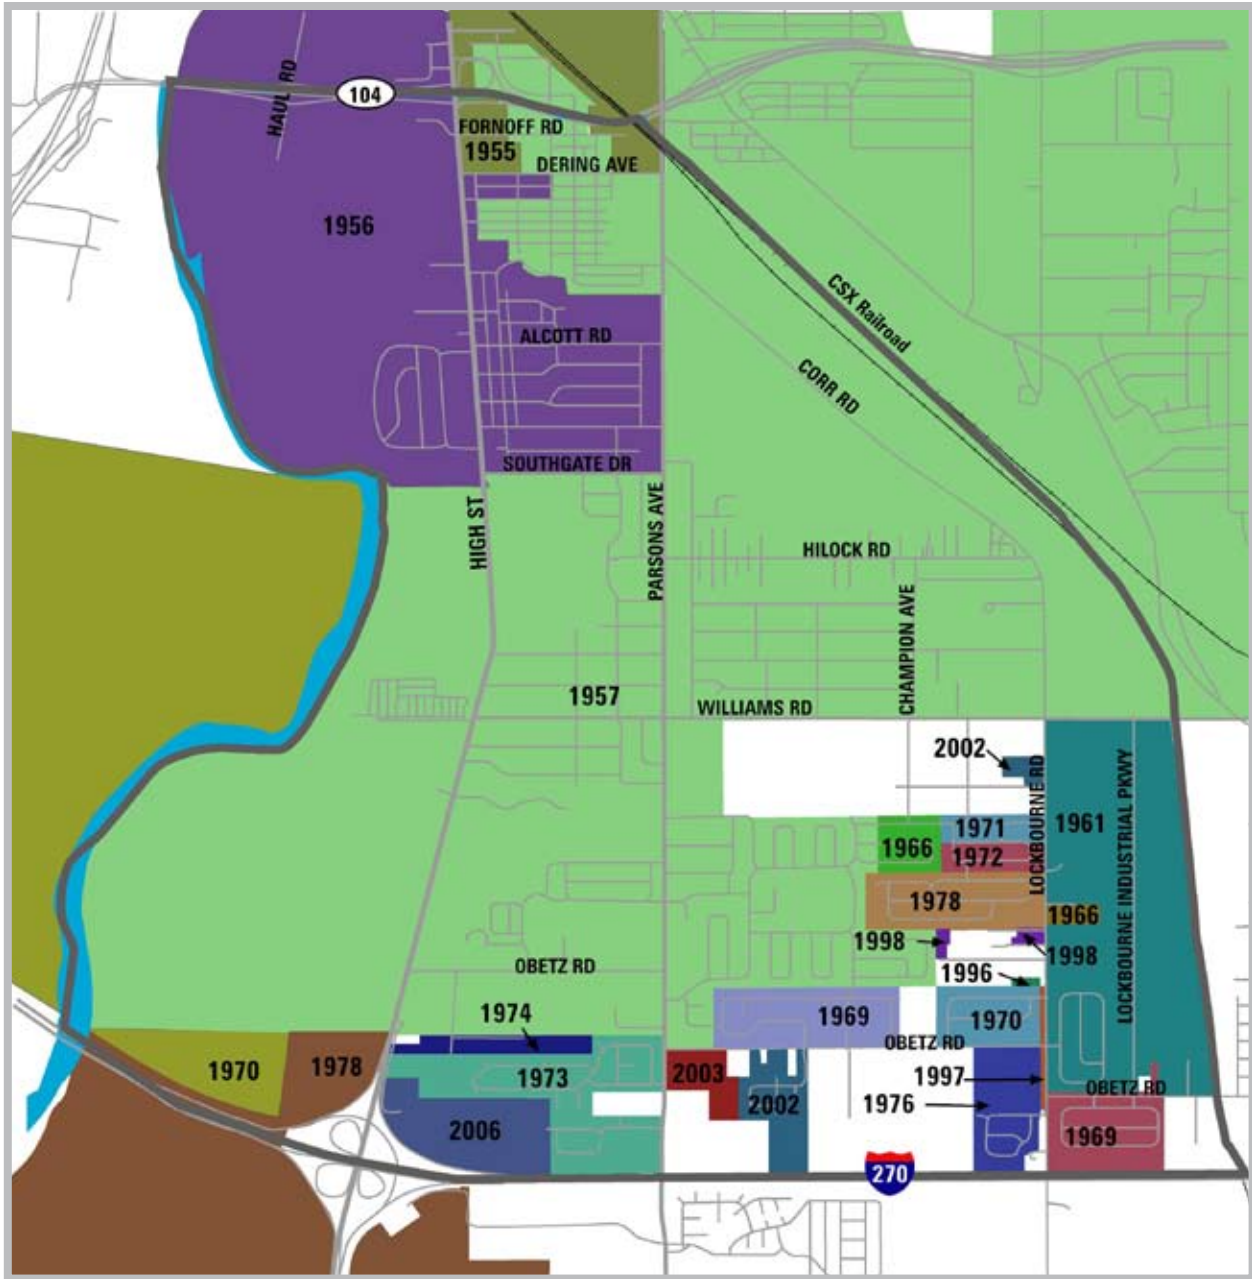 HAUL RD
104
FORNOFF RD
1955
DERING AVE
1956
CSX Railroad
ALCOTT RD
CORR RD
SOUTHGATE DR
HIGH ST
PARSONS AVE
HILOCK RD
CHAMPION AVE
1957
WILLIAMS RD
2002
LOCKBOURNE RD
1961
LOCKBOURNE INDUSTRIAL PKWY
1971
1966
1972
1978
1966
1998
1998
OBETZ RD
1996
1974
1969
1970
OBETZ RD
1970
1978
1973
2003
1997
OBETZ RD
2002
1976
2006
1969
270